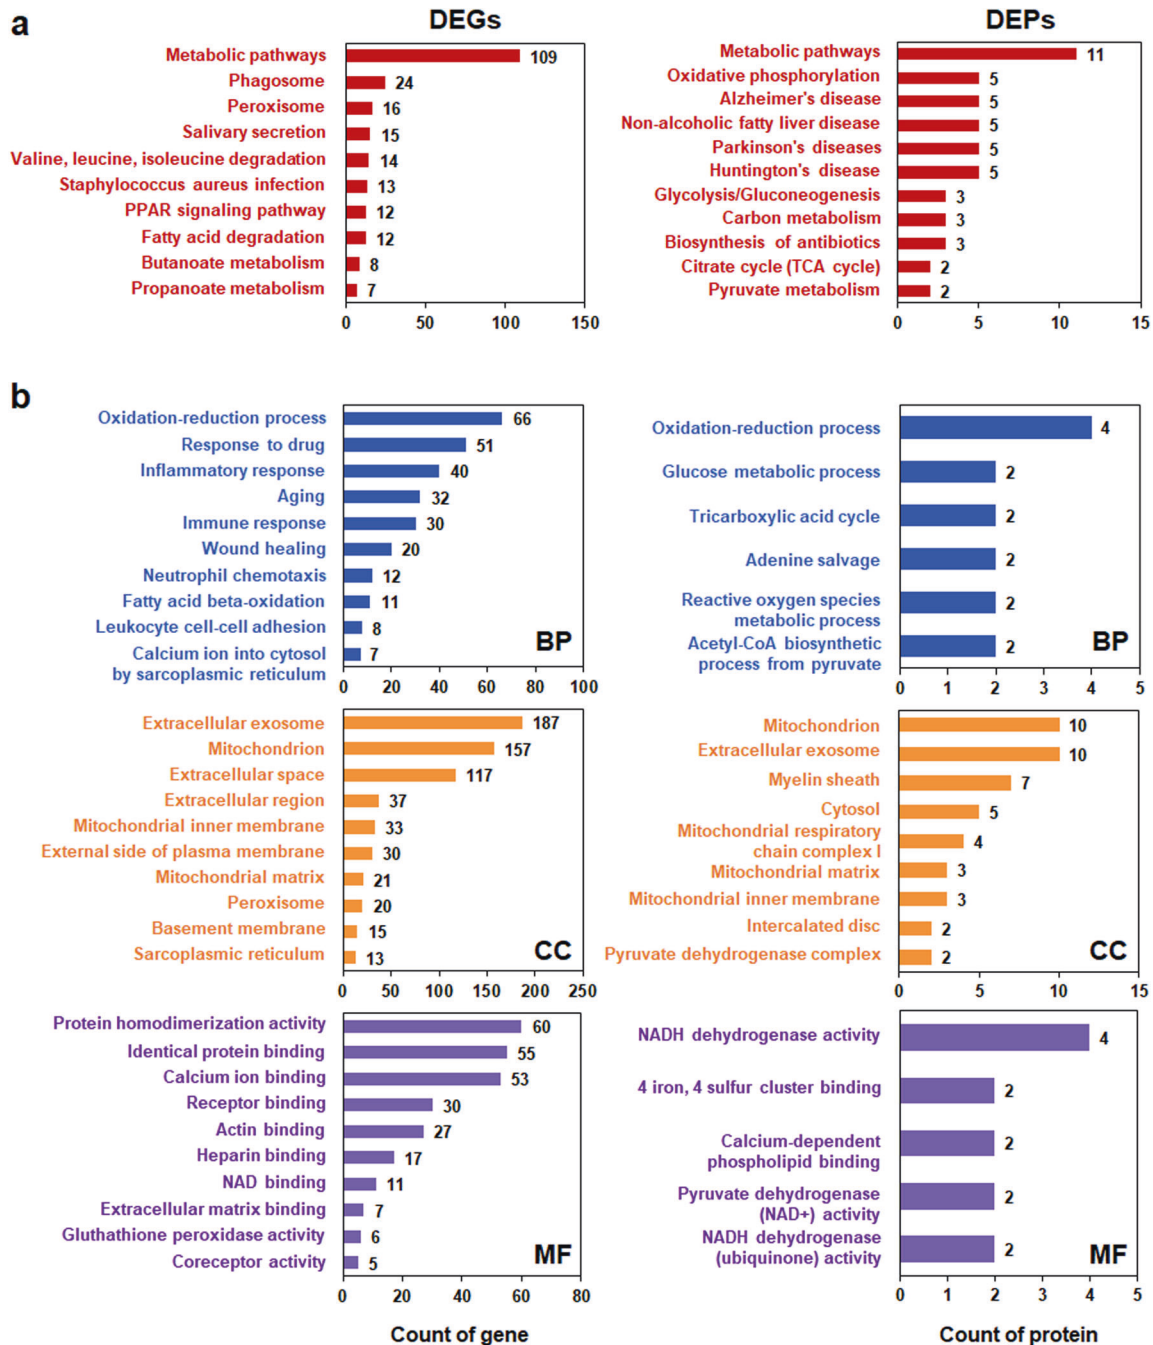 a
DEGs
Metabolic pathways 109
Phagosome 24
Peroxisome 16
Salivary secretion 15
Valine, leucine, isoleucine degradation 14
Staphylococcus aureus infection 13
PPAR signaling pathway 12
Fatty acid degradation 12
Butanoate metabolism 8
Propanoate metabolism 7
0 50 100 150
DEPs
Metabolic pathways 11
Oxidative phosphorylation 5
Alzheimer's disease 5
Non-alcoholic fatty liver disease 5
Parkinson's diseases 5
Huntington's disease 5
Glycolysis/Gluconeogenesis 3
Carbon metabolism 3
Biosynthesis of antibiotics 3
Citrate cycle (TCA cycle) 2
Pyruvate metabolism 2
0 5 10 15
b
Oxidation-reduction process 66
Response to drug 51
Inflammatory response 40
Aging 32
Immune response 30
Wound healing 20
Neutrophil chemotaxis 12
Fatty acid beta-oxidation 11
Leukocyte cell-cell adhesion 8
Calcium ion into cytosol 7
by sarcoplasmic reticulum
BP
0 20 40 60 80 100
Oxidation-reduction process 4
Glucose metabolic process 2
Tricarboxylic acid cycle 2
Adenine salvage 2
Reactive oxygen species 2
metabolic process
Acetyl-CoA biosynthetic 2
process from pyruvate
BP
0 1 2 3 4 5
Extracellular exosome 187
Mitochondrion 157
Extracellular space 117
Extracellular region 37
Mitochondrial inner membrane 33
External side of plasma membrane 30
Mitochondrial matrix 21
Peroxisome 20
Basement membrane 15
Sarcoplasmic reticulum 13
CC
0 50 100 150 200 250
Mitochondrion 10
Extracellular exosome 10
Myelin sheath 7
Cytosol 5
Mitochondrial respiratory 4
chain complex I
Mitochondrial matrix 3
Mitochondrial inner membrane 3
Intercalated disc 2
Pyruvate dehydrogenase complex 2
CC
0 5 10 15
Protein homodimerization activity 60
Identical protein binding 55
Calcium ion binding 53
Receptor binding 30
Actin binding 27
Heparin binding 17
NAD binding 11
Extracellular matrix binding 7
Gluthathione peroxidase activity 6
Coreceptor activity 5
MF
0 20 40 60 80
Count of gene
NADH dehydrogenase activity 4
4 iron, 4 sulfur cluster binding 2
Calcium-dependent 2
phospholipid binding
Pyruvate dehydrogenase 2
(NAD+) activity
NADH dehydrogenase 2
(ubiquinone) activity
MF
0 1 2 3 4 5
Count of protein